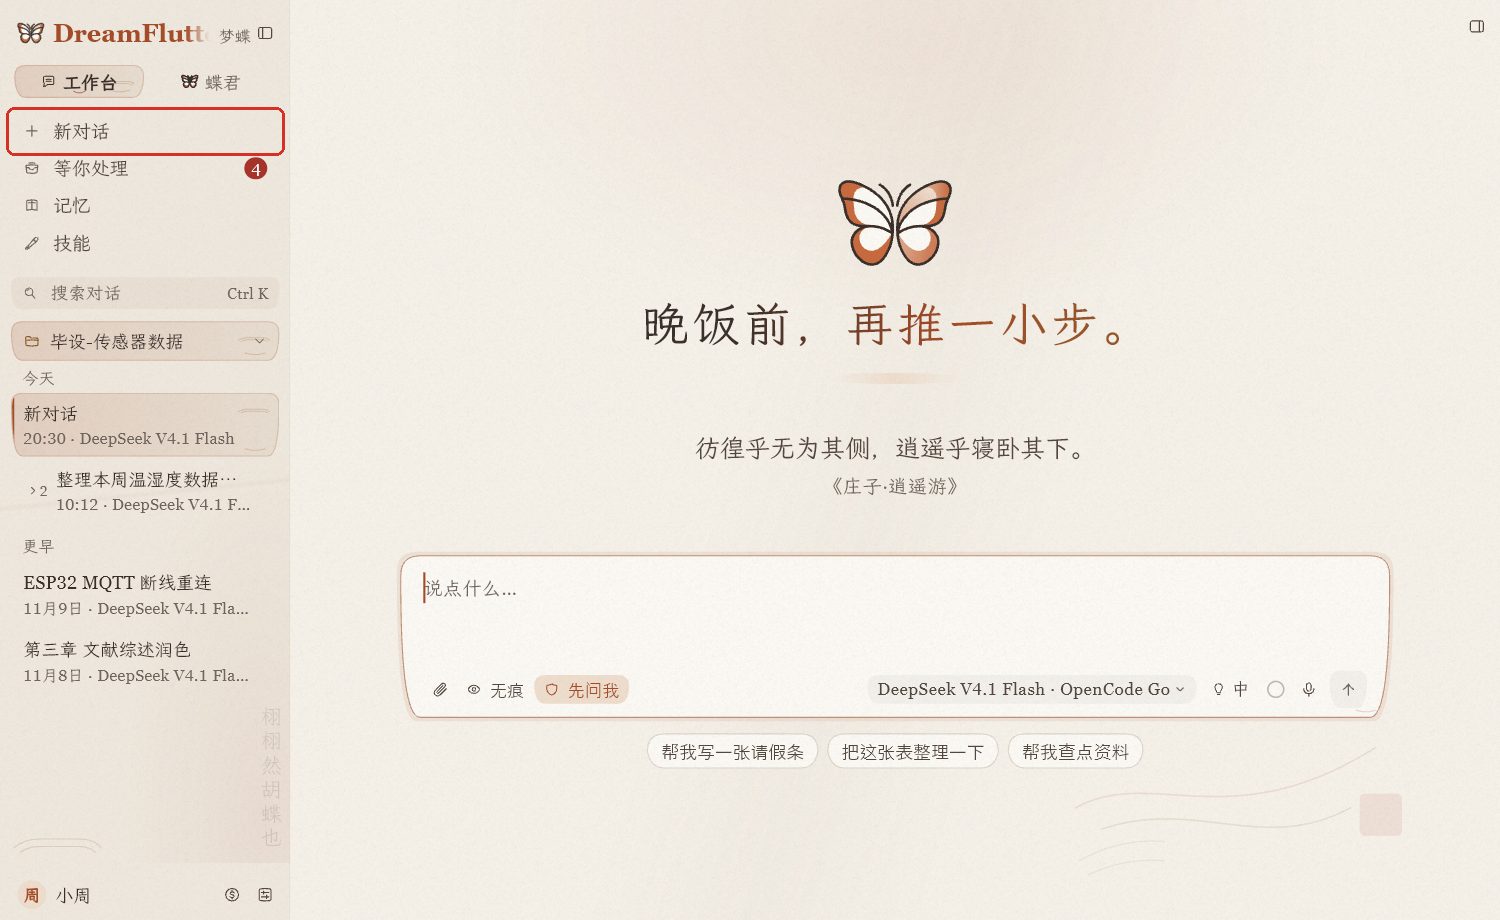 DreamFlutt 梦蝶
工作台 蝶君
新对话
等你处理 4
记忆
技能
搜索对话 Ctrl K
毕设-传感器数据
今天
新对话
20:30 · DeepSeek V4.1 Flash
2 整理本周温湿度数据…
10:12 · DeepSeek V4.1 F...
更早
ESP32 MQTT 断线重连
11月9日 · DeepSeek V4.1 Fla...
第三章 文献综述润色
11月8日 · DeepSeek V4.1 Fla...
栩栩然胡蝶也
周 小周
晚饭前，再推一小步。
彷徨乎无为其侧，逍遥乎寝卧其下。
《庄子·逍遥游》
说点什么...
无痕 先问我 DeepSeek V4.1 Flash · OpenCode Go 中
帮我写一张请假条 把这张表整理一下 帮我查点资料